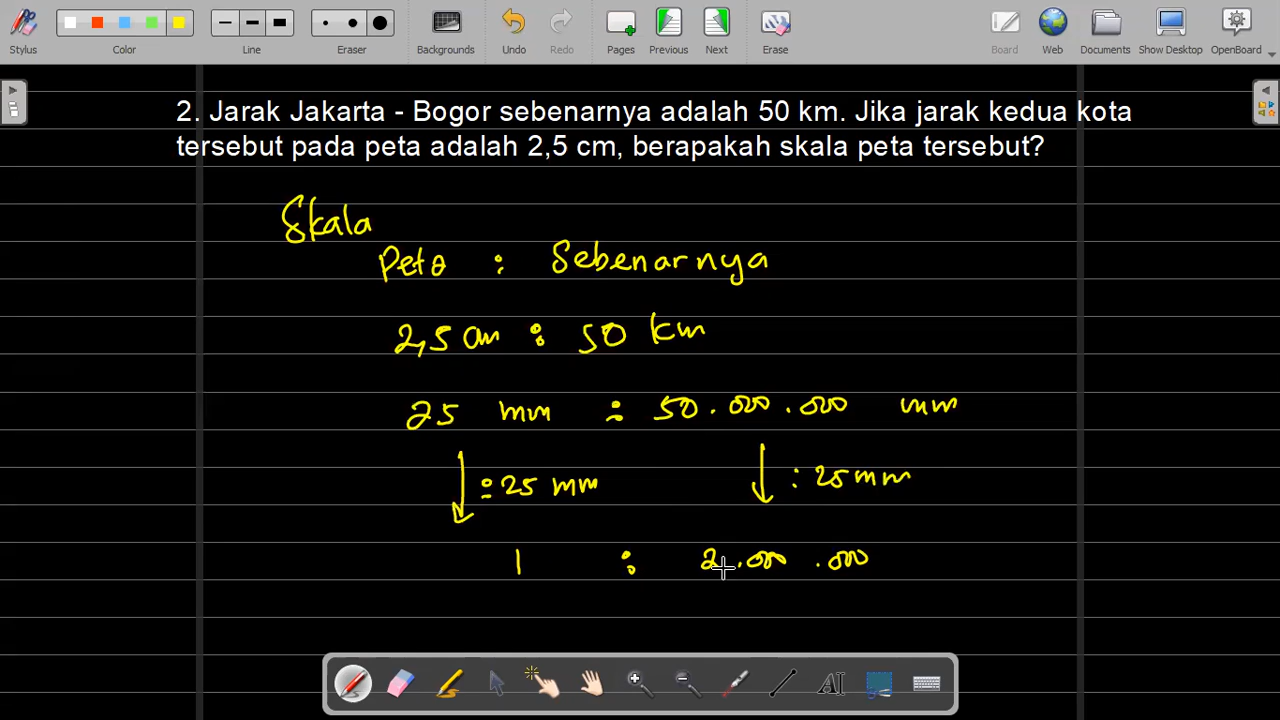 Stylus Color Line Eraser Backgrounds Undo Redo Pages Previous Next Erase Board Web Documents Show Desktop OpenBoard
2. Jarak Jakarta - Bogor sebenarnya adalah 50 km. Jika jarak kedua kota
tersebut pada peta adalah 2,5 cm, berapakah skala peta tersebut?
Skala
Peta : Sebenarnya
2,5 cm : 50 km
25 mm : 50.000.000 mm
: 25 mm : 25 mm
1 : 2.000.000